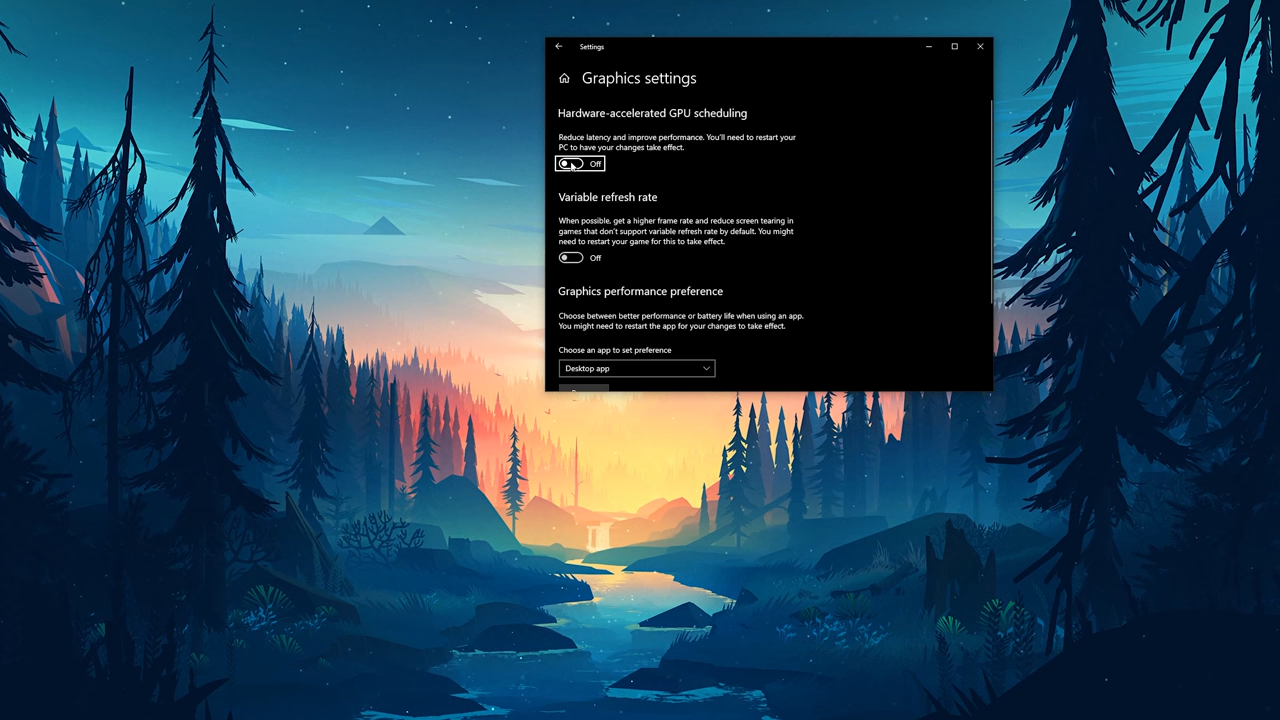 Settings
Graphics settings
Hardware-accelerated GPU scheduling
Reduce latency and improve performance. You'll need to restart your
PC to have your changes take effect.
Off
Variable refresh rate
When possible, get a higher frame rate and reduce screen tearing in
games that don't support variable refresh rate by default. You might
need to restart your game for this to take effect.
Off
Graphics performance preference
Choose between better performance or battery life when using an app.
You might need to restart the app for your changes to take effect.
Choose an app to set preference
Desktop app